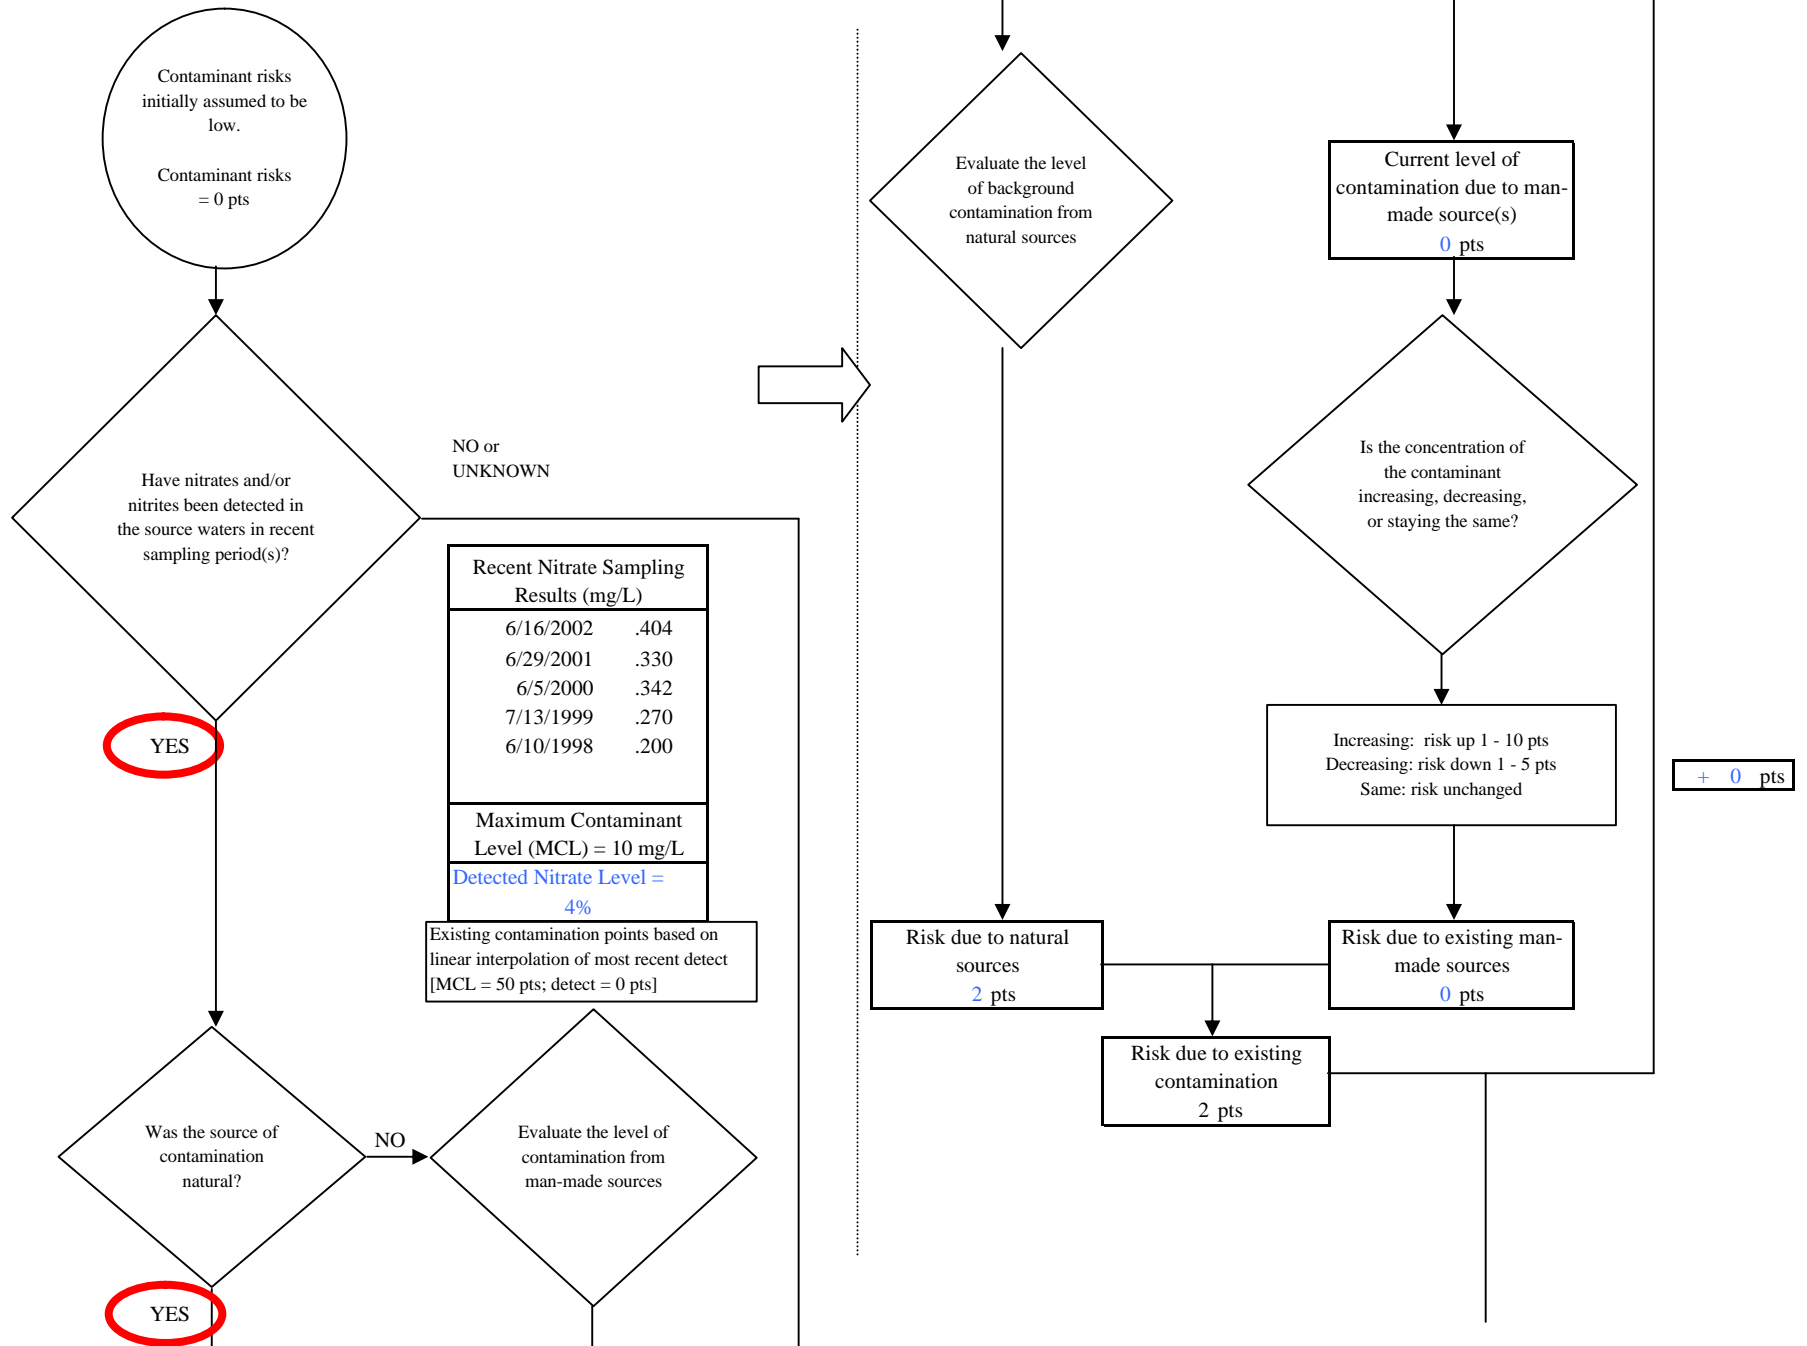 Contaminant risks
initially assumed to be
low.
Contaminant risks
= 0 pts
Have nitrates and/or
nitrites been detected in
the source waters in recent
sampling period(s)?
NO or
UNKNOWN
YES
Recent Nitrate Sampling
Results (mg/L)
6/16/2002 .404
6/29/2001 .330
6/5/2000 .342
7/13/1999 .270
6/10/1998 .200
Maximum Contaminant
Level (MCL) = 10 mg/L
Detected Nitrate Level =
4%
Existing contamination points based on
linear interpolation of most recent detect
[MCL = 50 pts; detect = 0 pts]
Was the source of
contamination
natural?
NO
Evaluate the level of
contamination from
man-made sources
YES
Evaluate the level
of background
contamination from
natural sources
Current level of
contamination due to man-
made source(s)
0 pts
Is the concentration of
the contaminant
increasing, decreasing,
or staying the same?
Increasing: risk up 1 - 10 pts
Decreasing: risk down 1 - 5 pts
Same: risk unchanged
+ 0 pts
Risk due to natural
sources
2 pts
Risk due to existing man-
made sources
0 pts
Risk due to existing
contamination
2 pts